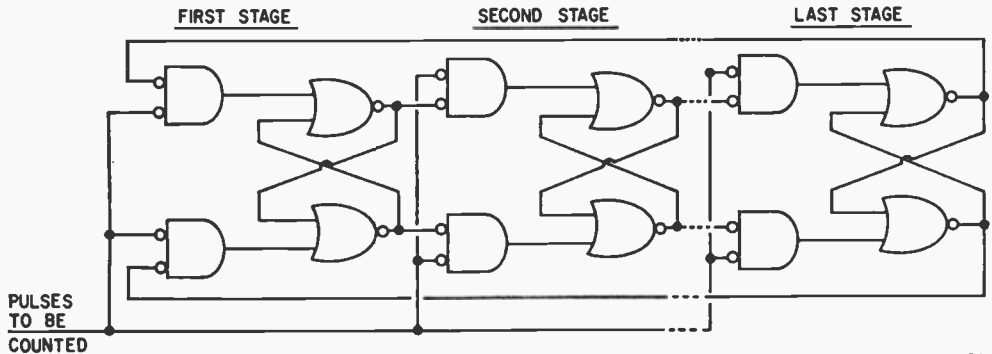 FIRST STAGE
SECOND STAGE
LAST STAGE
PULSES
TO BE
COUNTED